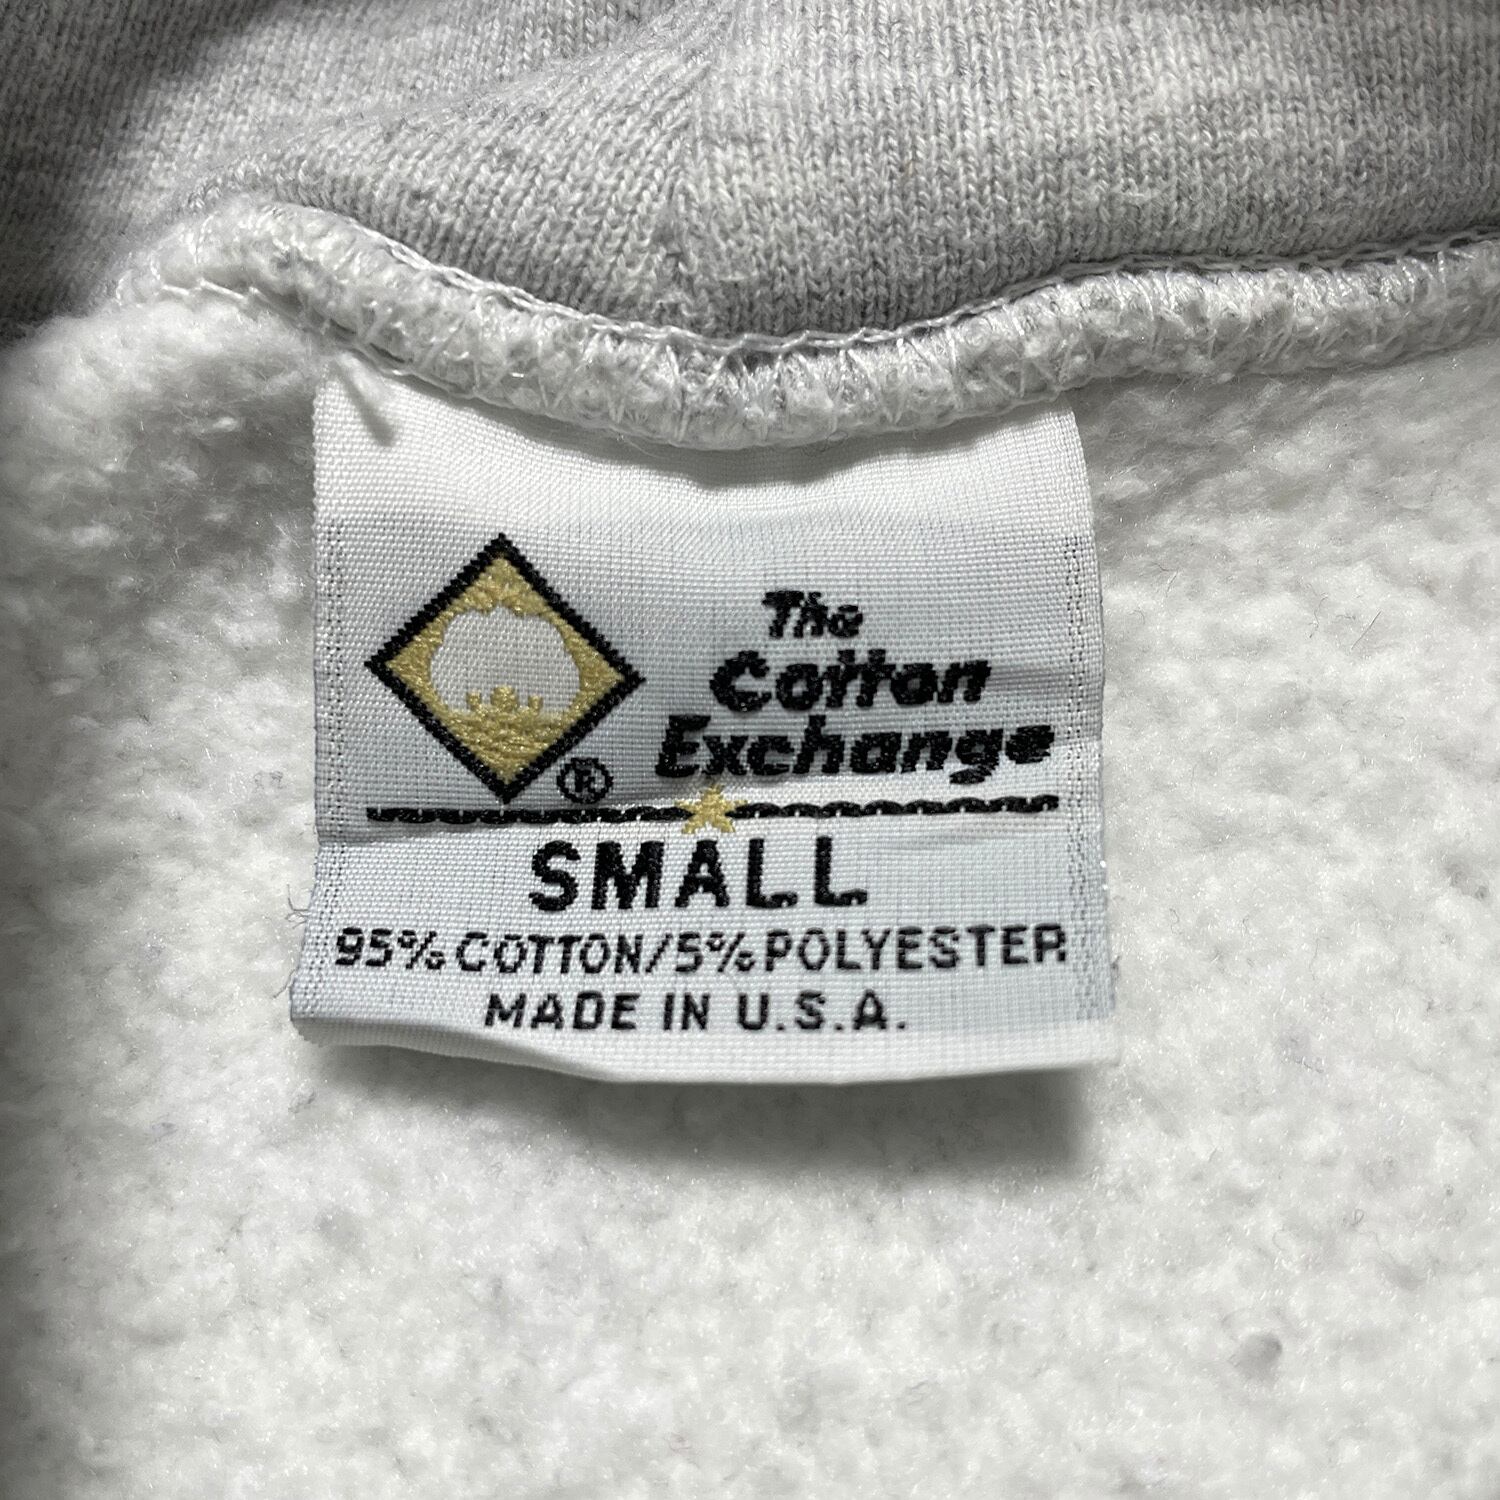 The
Cotton
Exchange
®
SMALL
95% COTTON/5% POLYESTER
MADE IN U.S.A.